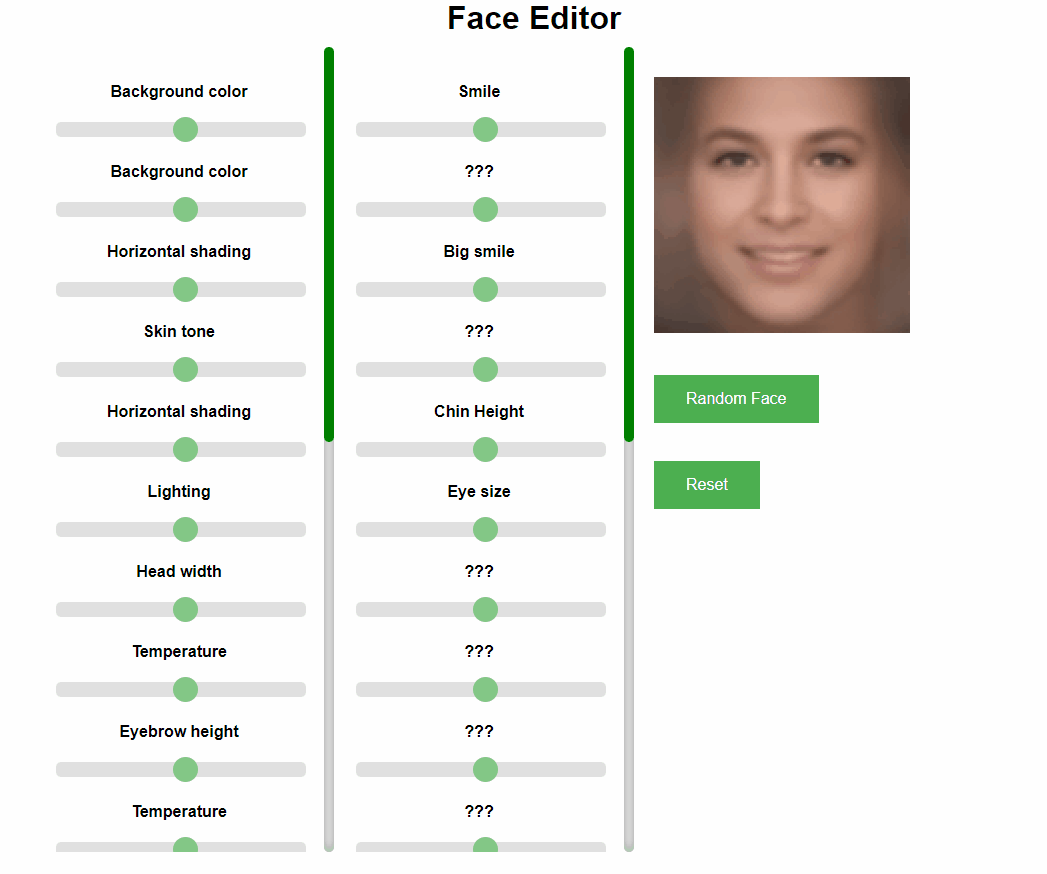 Face Editor
Background color
Background color
Horizontal shading
Skin tone
Horizontal shading
Lighting
Head width
Temperature
Eyebrow height
Temperature
Smile
???
Big smile
???
Chin Height
Eye size
???
???
???
???
Random Face
Reset